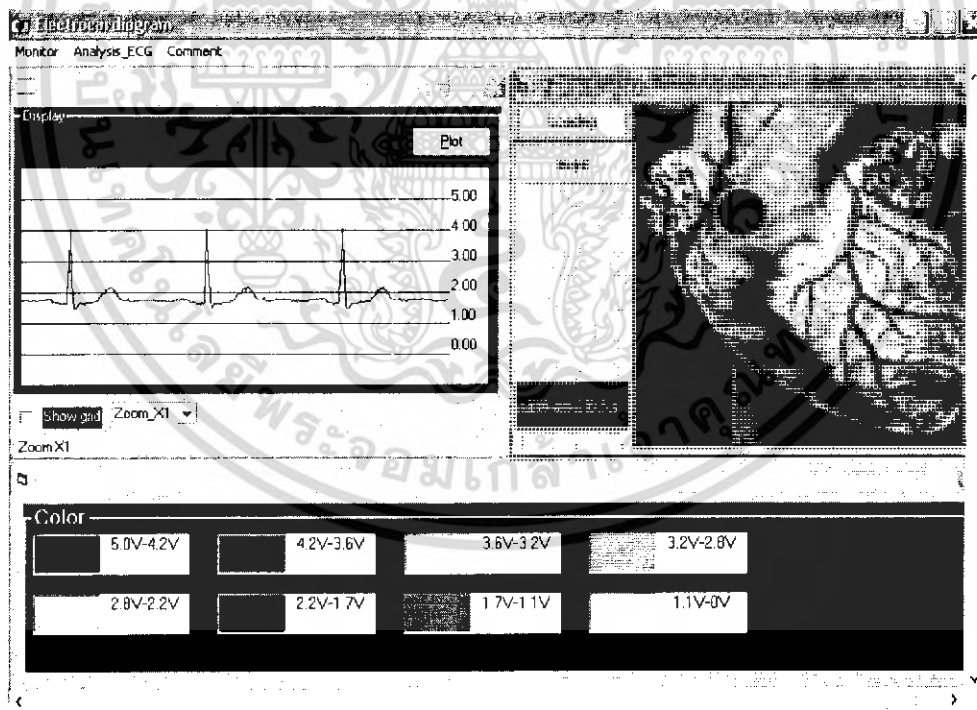 Electrocardiogram
Monitor Analysis_ECG Comment
Display
Plot
5.00
4.00
3.00
2.00
1.00
0.00
Show grid Zoom_X1
Zoom X1
Color
5.0V-4.2V 4.2V-3.6V 3.6V-3.2V 3.2V-2.8V
2.8V-2.2V 2.2V-1.7V 1.7V-1.1V 1.1V-0V